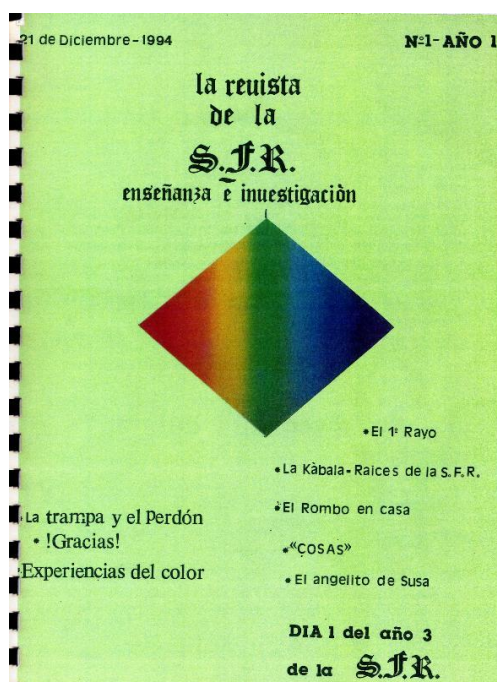 21 de Diciembre-1994
Nº1-AÑO 1
la revista
de la
S.F.R.
enseñanza e investigaciòn
•El 1º Rayo
•La Kàbala-Raices de la S.F.R.
•El Rombo en casa
•«COSAS»
• El angelito de Susa
•La trampa y el Perdón
• !Gracias!
•Experiencias del color
DIA 1 del año 3
de la S.F.R.